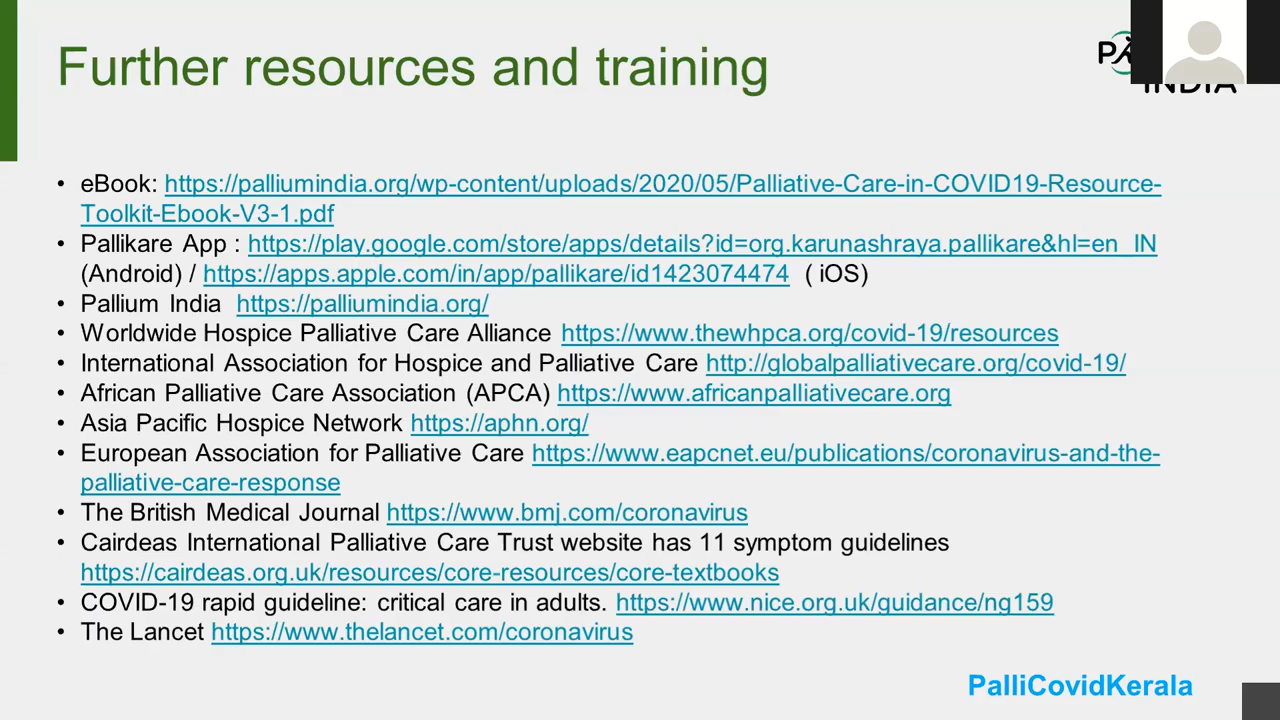 Further resources and training
INDIA
• eBook: https://palliumindia.org/wp-content/uploads/2020/05/Palliative-Care-in-COVID19-Resource-
Toolkit-Ebook-V3-1.pdf
• Pallikare App : https://play.google.com/store/apps/details?id=org.karunashraya.pallikare&hl=en_IN
(Android) / https://apps.apple.com/in/app/pallikare/id1423074474 ( iOS)
• Pallium India https://palliumindia.org/
• Worldwide Hospice Palliative Care Alliance https://www.thewhpca.org/covid-19/resources
• International Association for Hospice and Palliative Care http://globalpalliativecare.org/covid-19/
• African Palliative Care Association (APCA) https://www.africanpalliativecare.org
• Asia Pacific Hospice Network https://aphn.org/
• European Association for Palliative Care https://www.eapcnet.eu/publications/coronavirus-and-the-
palliative-care-response
• The British Medical Journal https://www.bmj.com/coronavirus
• Cairdeas International Palliative Care Trust website has 11 symptom guidelines
https://cairdeas.org.uk/resources/core-resources/core-textbooks
• COVID-19 rapid guideline: critical care in adults. https://www.nice.org.uk/guidance/ng159
• The Lancet https://www.thelancet.com/coronavirus
PalliCovidKerala